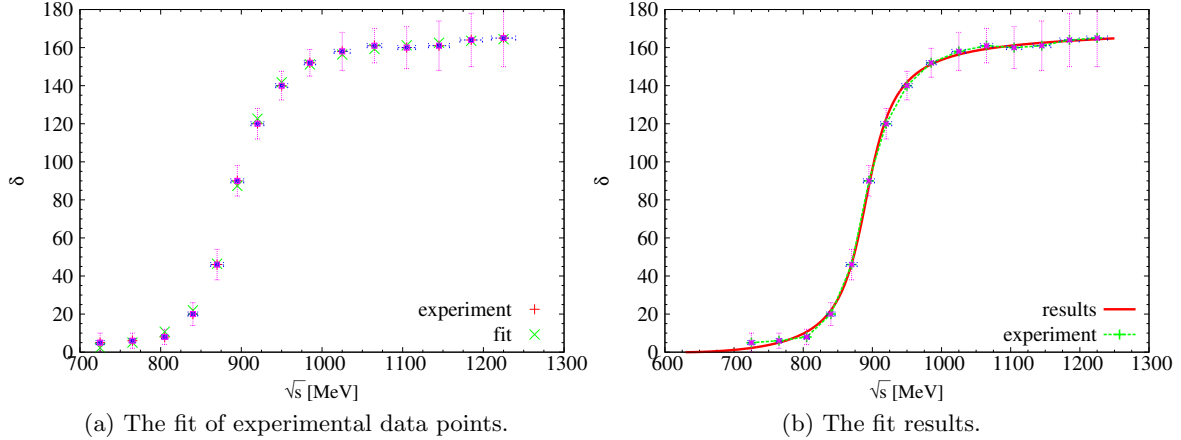 180
160
140
120
100
80
60
40
20
0
δ
experiment
fit
700 800 900 1000 1100 1200 1300
√s [MeV]
(a) The fit of experimental data points.
180
160
140
120
100
80
60
40
20
0
δ
results
experiment
600 700 800 900 1000 1100 1200 1300
√s [MeV]
(b) The fit results.